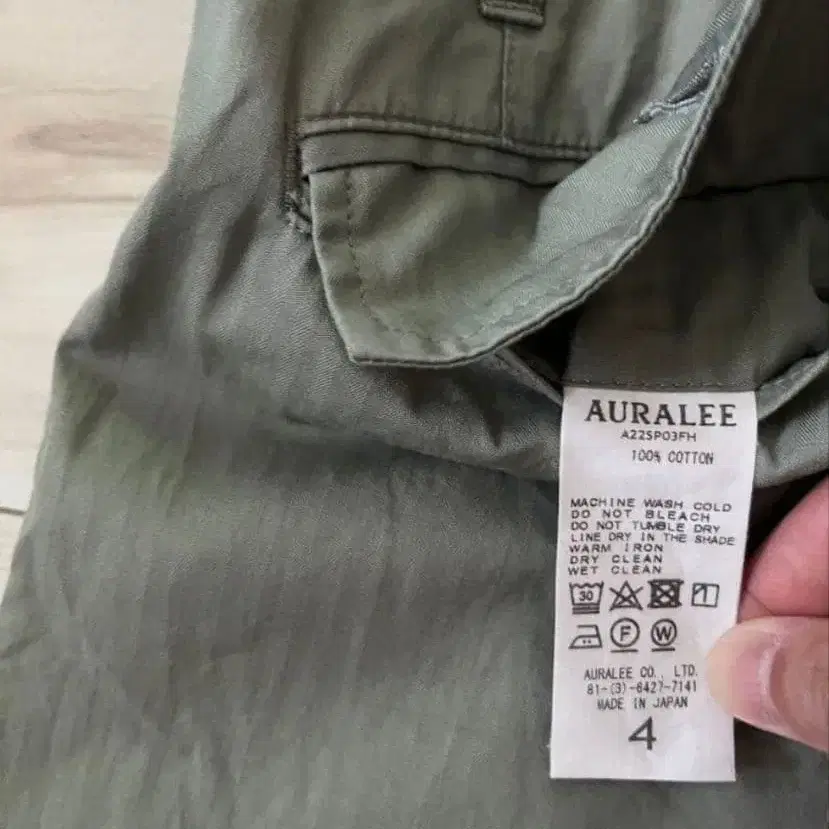 AURALEE
A22SP03FH
100% COTTON
MACHINE WASH COLD
DO NOT BLEACH
DO NOT TUMBLE DRY
LINE DRY IN THE SHADE
WARM IRON
DRY CLEAN
WET CLEAN
30
F W
AURALEE CO., LTD.
81-(3)-6427-7141
MADE IN JAPAN
4